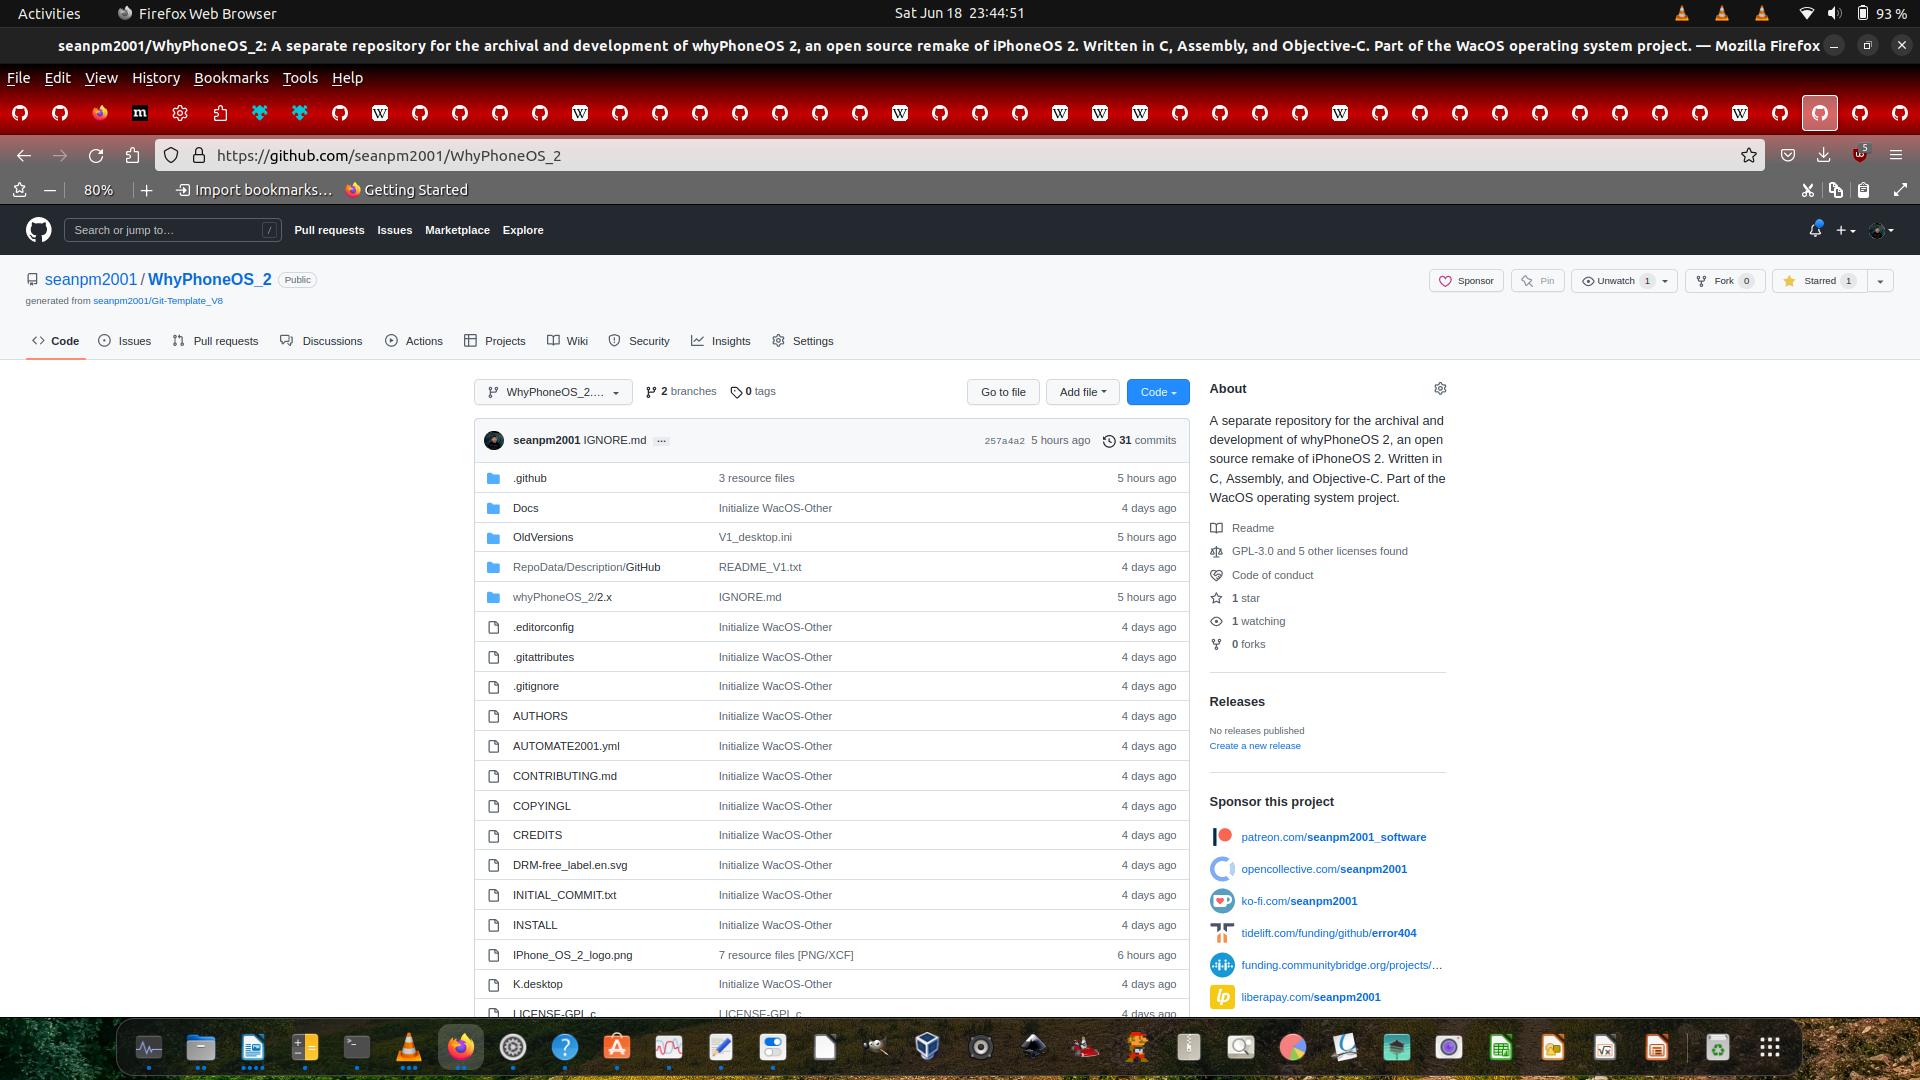 Activities
Firefox Web Browser
Sat Jun 18 23:44:51
93 %
seanpm2001/WhyPhoneOS_2: A separate repository for the archival and development of whyPhoneOS 2, an open source remake of iPhoneOS 2. Written in C, Assembly, and Objective-C. Part of the WacOS operating system project. — Mozilla Firefox
File Edit View History Bookmarks Tools Help
https://github.com/seanpm2001/WhyPhoneOS_2
5
80%
Import bookmarks…
Getting Started
Search or jump to…
/
Pull requests Issues Marketplace Explore
seanpm2001 / WhyPhoneOS_2
Public
generated from seanpm2001/Git-Template_V8
Sponsor
Pin
Unwatch 1
Fork 0
Starred 1
Code
Issues
Pull requests
Discussions
Actions
Projects
Wiki
Security
Insights
Settings
WhyPhoneOS_2....
2 branches
0 tags
Go to file
Add file
Code
seanpm2001 IGNORE.md
257a4a2 5 hours ago
31 commits
.github 3 resource files 5 hours ago
Docs Initialize WacOS-Other 4 days ago
OldVersions V1_desktop.ini 5 hours ago
RepoData/Description/GitHub README_V1.txt 4 days ago
whyPhoneOS_2/2.x IGNORE.md 5 hours ago
.editorconfig Initialize WacOS-Other 4 days ago
.gitattributes Initialize WacOS-Other 4 days ago
.gitignore Initialize WacOS-Other 4 days ago
AUTHORS Initialize WacOS-Other 4 days ago
AUTOMATE2001.yml Initialize WacOS-Other 4 days ago
CONTRIBUTING.md Initialize WacOS-Other 4 days ago
COPYINGL Initialize WacOS-Other 4 days ago
CREDITS Initialize WacOS-Other 4 days ago
DRM-free_label.en.svg Initialize WacOS-Other 4 days ago
INITIAL_COMMIT.txt Initialize WacOS-Other 4 days ago
INSTALL Initialize WacOS-Other 4 days ago
IPhone_OS_2_logo.png 7 resource files [PNG/XCF] 6 hours ago
K.desktop Initialize WacOS-Other 4 days ago
LICENSE-GPL.c LICENSE-GPL.c 4 days ago
About
A separate repository for the archival and
development of whyPhoneOS 2, an open
source remake of iPhoneOS 2. Written in
C, Assembly, and Objective-C. Part of the
WacOS operating system project.
Readme
GPL-3.0 and 5 other licenses found
Code of conduct
1 star
1 watching
0 forks
Releases
No releases published
Create a new release
Sponsor this project
patreon.com/seanpm2001_software
opencollective.com/seanpm2001
ko-fi.com/seanpm2001
tidelift.com/funding/github/error404
funding.communitybridge.org/projects/…
liberapay.com/seanpm2001